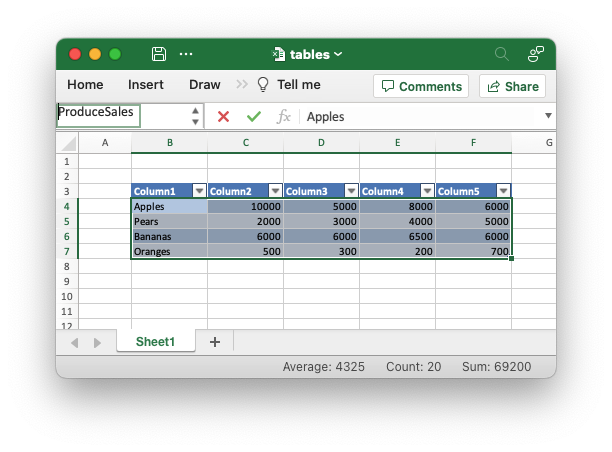 tables
Home Insert Draw Tell me Comments Share
ProduceSales fx Apples
A B C D E F G
1
2
3 Column1 Column2 Column3 Column4 Column5
4 Apples 10000 5000 8000 6000
5 Pears 2000 3000 4000 5000
6 Bananas 6000 6000 6500 6000
7 Oranges 500 300 200 700
8
9
10
11
12
Sheet1 +
Average: 4325 Count: 20 Sum: 69200